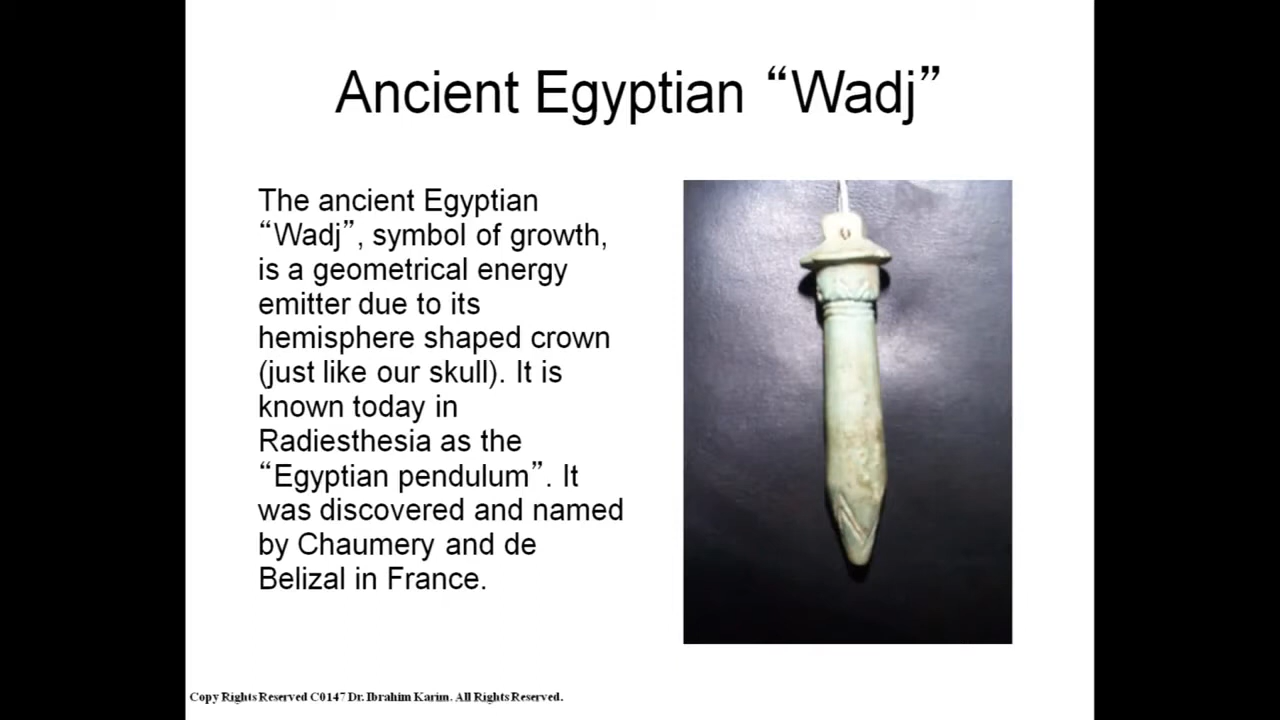 Ancient Egyptian “Wadj”
The ancient Egyptian
“Wadj”, symbol of growth,
is a geometrical energy
emitter due to its
hemisphere shaped crown
(just like our skull). It is
known today in
Radiesthesia as the
“Egyptian pendulum”. It
was discovered and named
by Chaumery and de
Belizal in France.
Copy Rights Reserved C0147 Dr. Ibrahim Karim. All Rights Reserved.